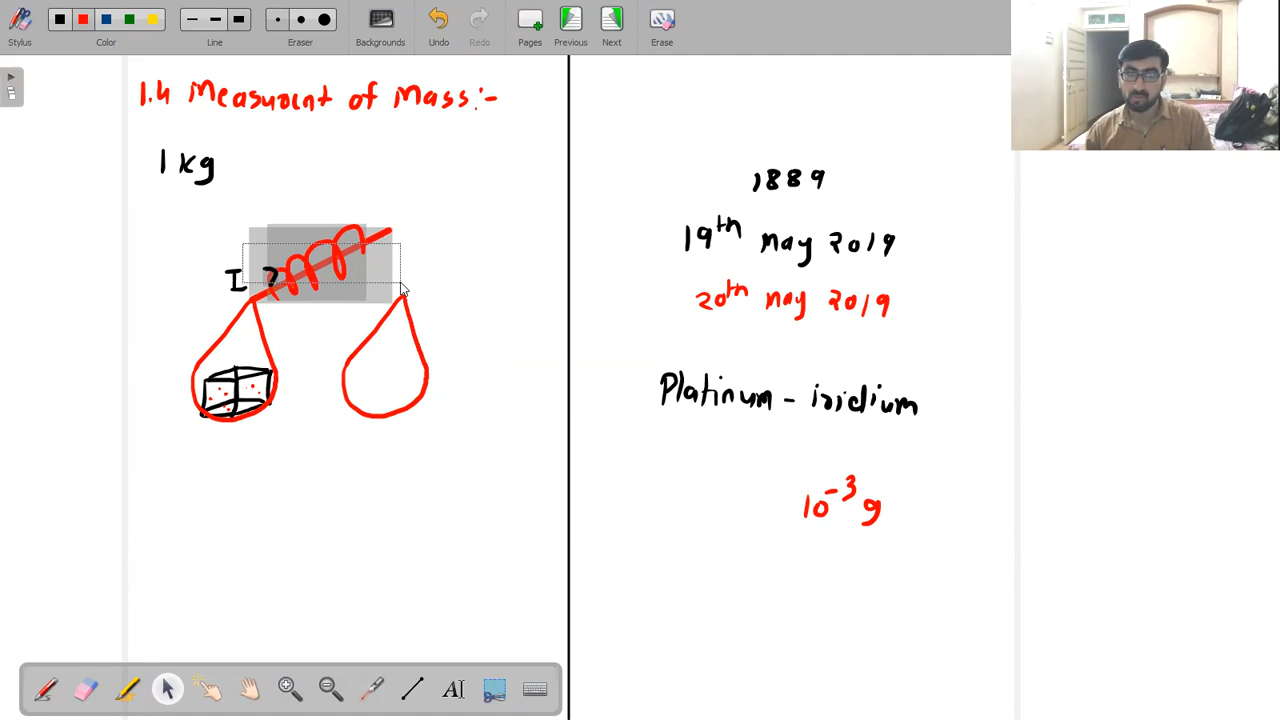 Stylus
Color
Line
Eraser
Backgrounds
Undo
Redo
Pages
Previous
Next
Erase
1.4 Measurment of Mass:-
1 kg
I ?
1889
19th may 2019
20th may 2019
Platinum - iridium
10-3 g